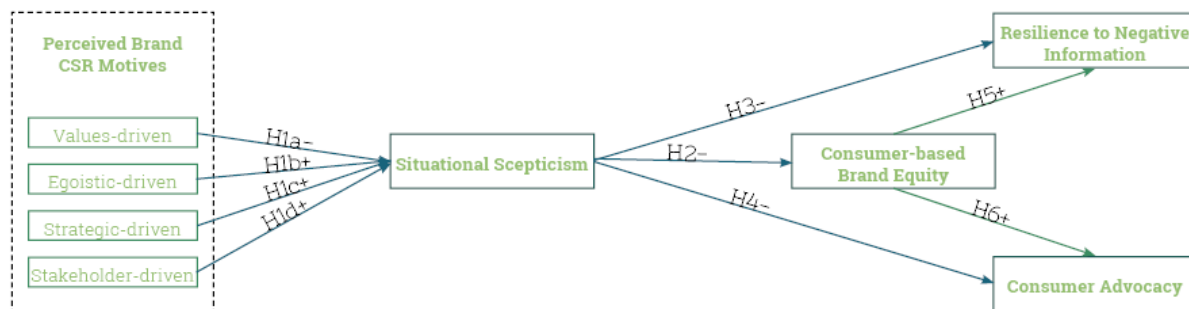 Perceived Brand
CSR Motives
Values-driven
Egoistic-driven
Strategic-driven
Stakeholder-driven
H1a-
H1b+
H1c+
H1d+
Situational Scepticism
H3-
H2-
H4-
Resilience to Negative
Information
H5+
Consumer-based
Brand Equity
H6+
Consumer Advocacy